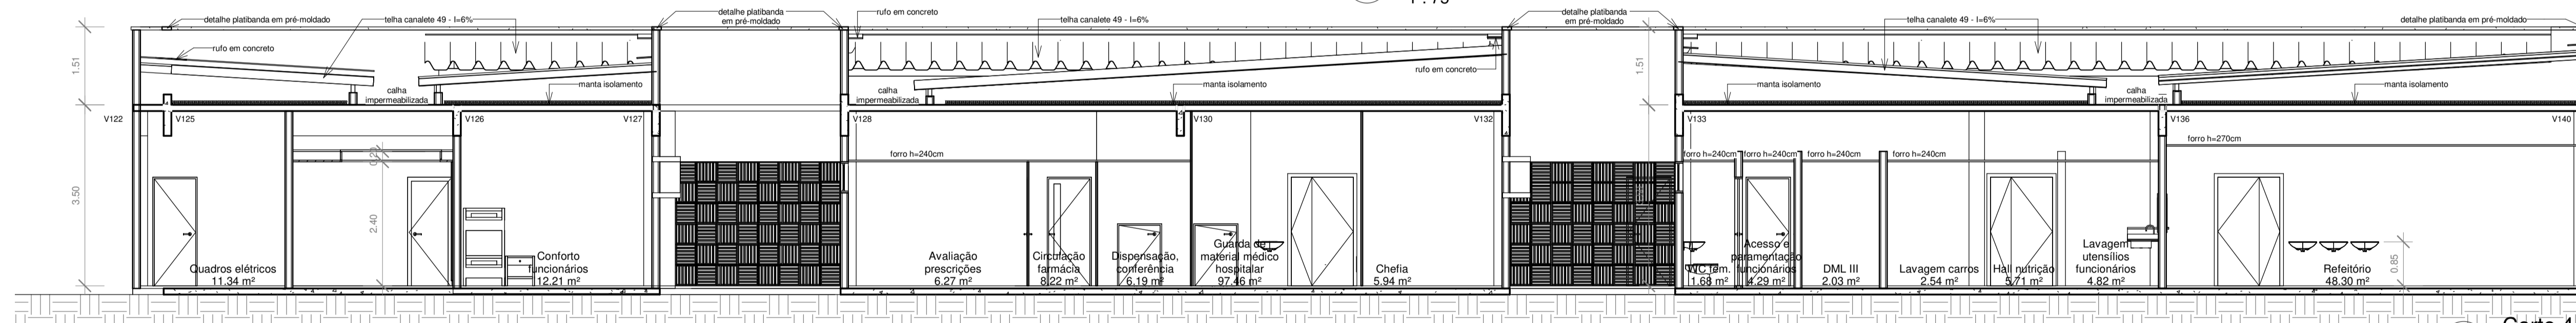 1 : 75
detalhe platibanda em pré-moldado
telha canalete 49 - I=6%
detalhe platibanda
em pré-moldado
rufo em concreto
telha canalete 49 - I=6%
detalhe platibanda
em pré-moldado
telha canalete 49 - I=6%
detalhe platibanda em pré-moldado
rufo em concreto
rufo em concreto
1.51
1.51
calha
impermeabilizada
manta isolamento
calha
impermeabilizada
manta isolamento
manta isolamento
calha
impermeabilizada
manta isolamento
V122
V125
V126
V127
V128
V130
V132
V133
V136
V140
forro h=240cm
forro h=240cm
forro h=240cm
forro h=240cm
forro h=240cm
forro h=270cm
3.50
2.40
0.85
Quadros elétricos
11.34 m²
Conforto
funcionários
12.21 m²
Avaliação
prescrições
6.27 m²
Circulação
farmácia
8.22 m²
Dispensação,
conferência
6.19 m²
Guarda de
material médico
hospitalar
97.46 m²
Chefia
5.94 m²
WC fem.
1.68 m²
Acesso e
paramentação
funcionários
4.29 m²
DML III
2.03 m²
Lavagem carros
2.54 m²
Hall nutrição
5.71 m²
Lavagem
utensílios
funcionários
4.82 m²
Refeitório
48.30 m²